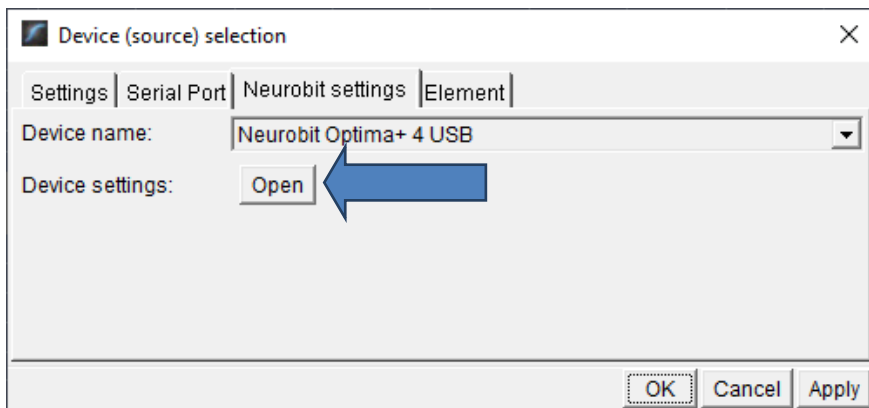 Device (source) selection
Settings Serial Port Neurobit settings Element
Device name: Neurobit Optima+ 4 USB
Device settings: Open
OK Cancel Apply